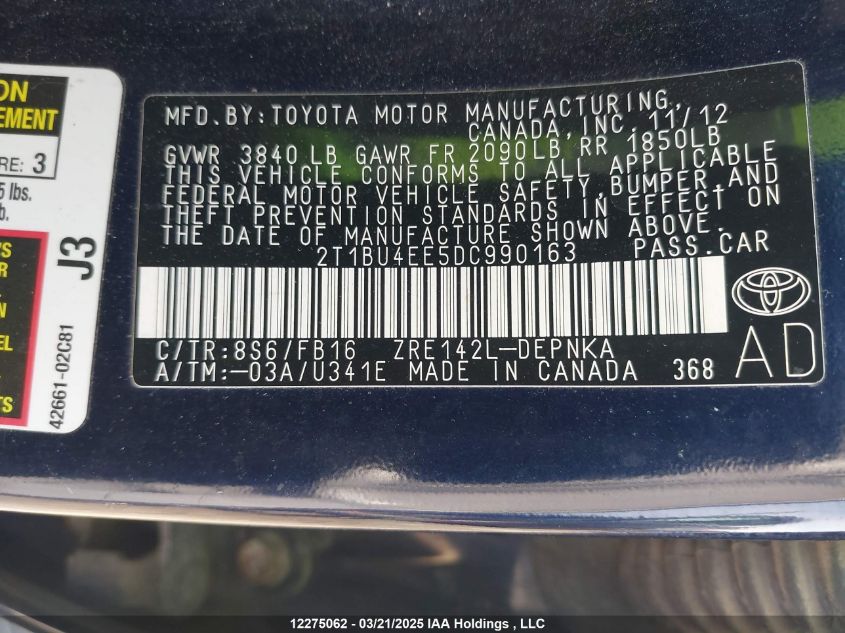 ON
EMENT
RE: 3
5 lbs.
b.
J3
42661-02C81
MFD. BY: TOYOTA MOTOR MANUFACTURING,
CANADA, INC. 11/12
GVWR 3840 LB GAWR FR 2090LB RR 1850LB
THIS VEHICLE CONFORMS TO ALL APPLICABLE
FEDERAL MOTOR VEHICLE SAFETY, BUMPER, AND
THEFT PREVENTION STANDARDS IN EFFECT ON
THE DATE OF MANUFACTURE SHOWN ABOVE.
2T1BU4EE5DC990163 PASS.CAR
C/TR: 8S6/FB16 ZRE142L-DEPNKA
A/TM: -03A/U341E MADE IN CANADA 368
AD
12275062 - 03/21/2025 IAA Holdings , LLC